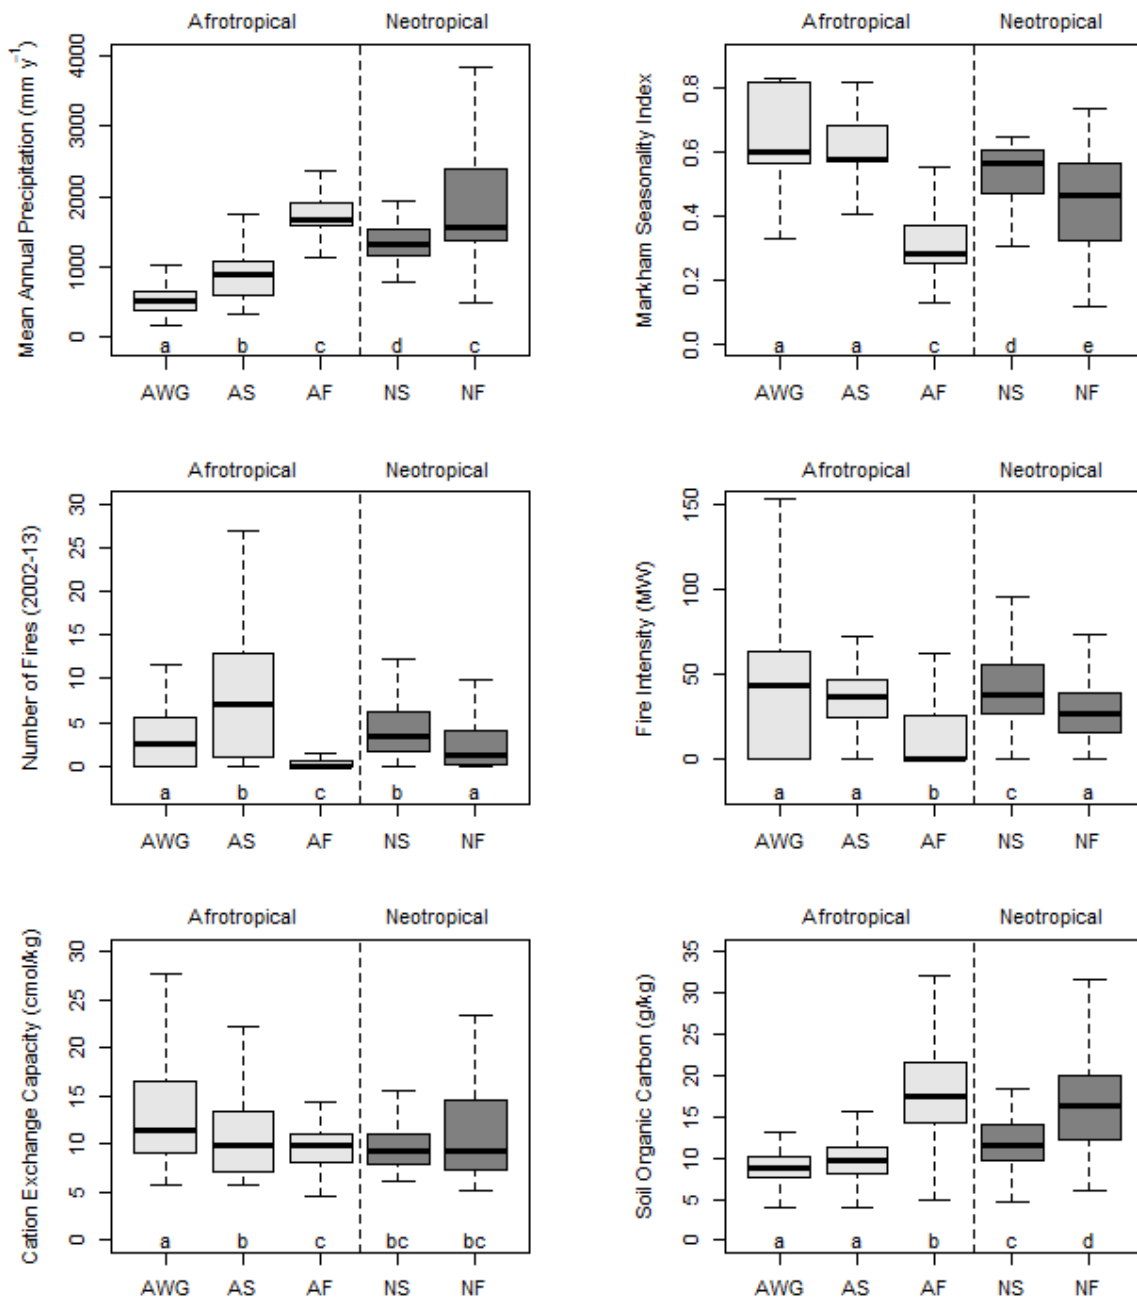 Afrotropical Neotropical
Mean Annual Precipitation (mm y⁻¹)
4000
3000
2000
1000
0
a b c d c
AWG AS AF NS NF
Afrotropical Neotropical
Markham Seasonality Index
0.8
0.6
0.4
0.2
0.0
a a c d e
AWG AS AF NS NF
Afrotropical Neotropical
Number of Fires (2002-13)
30
25
20
15
10
5
0
a b c b a
AWG AS AF NS NF
Afrotropical Neotropical
Fire Intensity (MW)
150
100
50
0
a a b c a
AWG AS AF NS NF
Afrotropical Neotropical
Cation Exchange Capacity (cmol/kg)
30
25
20
15
10
5
0
a b c bc bc
AWG AS AF NS NF
Afrotropical Neotropical
Soil Organic Carbon (g/kg)
35
30
25
20
15
10
5
0
a a b c d
AWG AS AF NS NF